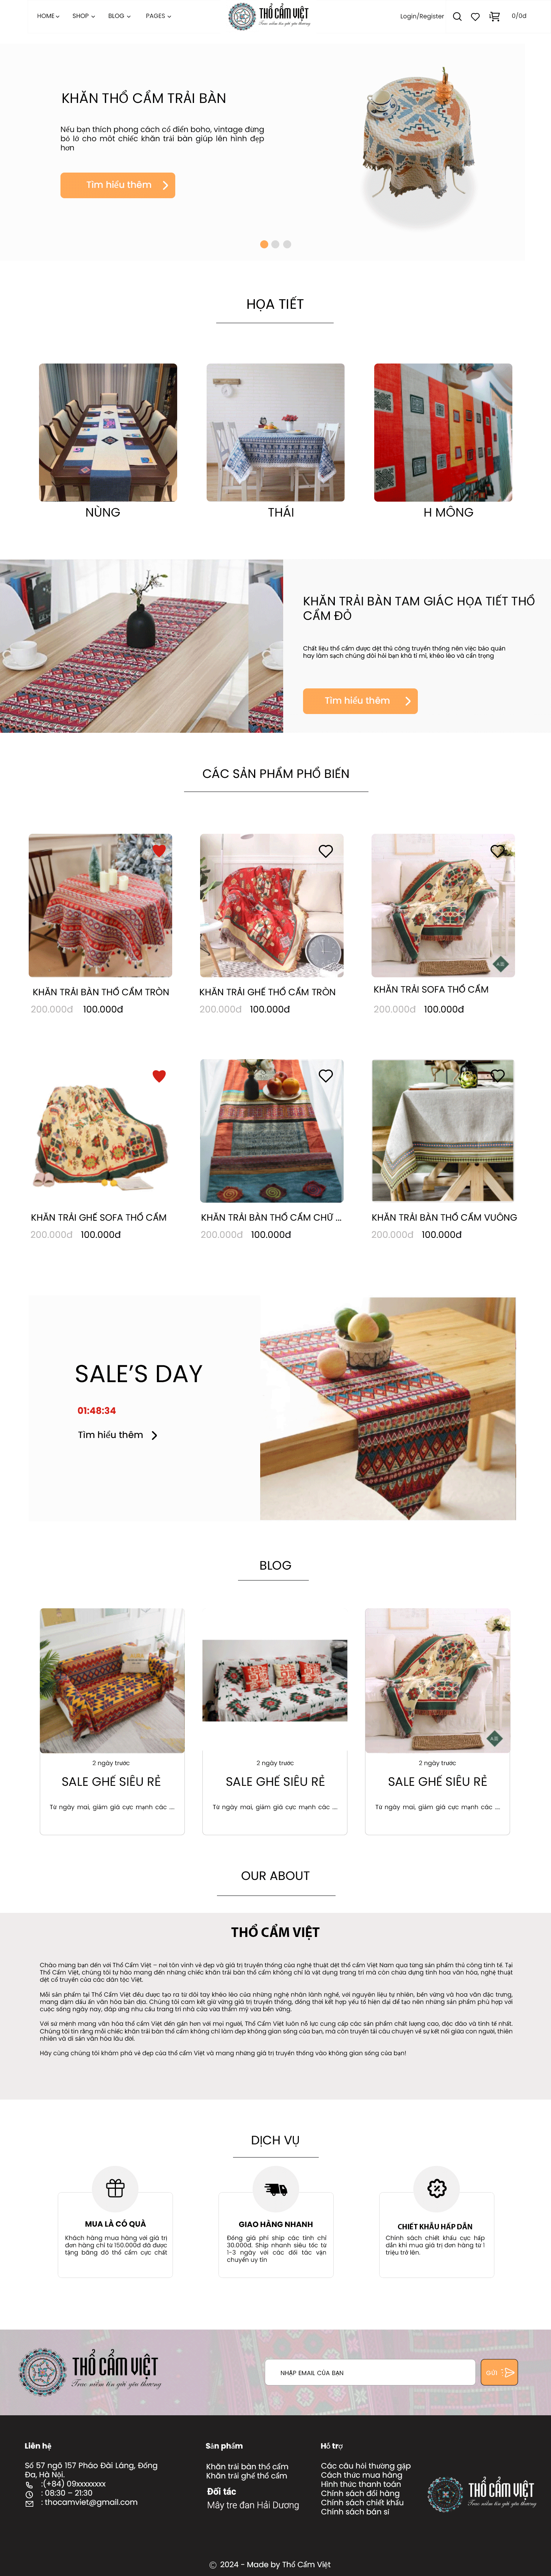 HOME SHOP BLOG PAGES
THỔ CẨM VIỆT
Trao niềm tin gửi yêu thương
Login/Register 0/0đ
KHĂN THỔ CẨM TRẢI BÀN
Nếu bạn thích phong cách cổ điển boho, vintage đừng
bỏ lỡ cho một chiếc khăn trải giúp lên hình đẹp
hơn
Tìm hiểu thêm
HỌA TIẾT
NÙNG
THÁI
H MÔNG
KHĂN TRẢI BÀN TAM GIÁC HỌA TIẾT THỔ
CẨM ĐỎ
Chất liệu thổ cẩm được dệt thủ công truyền thống nên việc bảo quản
hay làm sạch chúng đòi hỏi bạn khá tỉ mỉ, khéo léo và cẩn trọng
Tìm hiểu thêm
CÁC SẢN PHẨM PHỔ BIẾN
KHĂN TRẢI BÀN THỔ CẨM TRÒN
200.000đ 100.000đ
KHĂN TRẢI GHẾ THỔ CẨM TRÒN
200.000đ 100.000đ
KHĂN TRẢI SOFA THỔ CẨM
200.000đ 100.000đ
KHĂN TRẢI GHẾ SOFA THỔ CẨM
200.000đ 100.000đ
KHĂN TRẢI BÀN THỔ CẨM CHỮ ...
200.000đ 100.000đ
KHĂN TRẢI BÀN THỔ CẨM VUÔNG
200.000đ 100.000đ
SALE’S DAY
01:48:34
Tìm hiểu thêm
BLOG
2 ngày trước
SALE GHẾ SIÊU RẺ
Từ ngày mai, giảm giá cực mạnh các ....
2 ngày trước
SALE GHẾ SIÊU RẺ
Từ ngày mai, giảm giá cực mạnh các ....
2 ngày trước
SALE GHẾ SIÊU RẺ
Từ ngày mai, giảm giá cực mạnh các ....
OUR ABOUT
THỔ CẨM VIỆT
Chào mừng bạn đến với Thổ Cẩm Việt – nơi tôn vinh vẻ đẹp và giá trị truyền thống của nghệ thuật dệt thổ cẩm Việt Nam qua từng sản phẩm thủ công tinh tế. Tại
Thổ Cẩm Việt, chúng tôi tự hào mang đến những chiếc khăn trải bàn thổ cẩm không chỉ là vật dụng trang trí mà còn chứa đựng tinh hoa văn hóa, nghệ thuật
dệt cổ truyền của các dân tộc Việt.
Mỗi sản phẩm tại Thổ Cẩm Việt đều được tạo ra từ đôi tay khéo léo của những nghệ nhân lành nghề, với nguyên liệu tự nhiên, bền vững và hoa văn đặc trưng,
mang đậm dấu ấn văn hóa bản địa. Chúng tôi cam kết giữ vững giá trị truyền thống, đồng thời kết hợp yếu tố hiện đại để tạo nên những sản phẩm phù hợp với
cuộc sống ngày nay, đáp ứng nhu cầu trang trí nhà cửa vừa thẩm mỹ vừa bền vững.
Với sứ mệnh mang văn hóa thổ cẩm Việt đến gần hơn với mọi người, Thổ Cẩm Việt luôn nỗ lực cung cấp các sản phẩm chất lượng cao, độc đáo và tinh tế nhất.
Chúng tôi tin rằng mỗi chiếc khăn trải bàn thổ cẩm không chỉ làm đẹp không gian sống của bạn, mà còn truyền tải câu chuyện về sự kết nối giữa con người, thiên
nhiên và di sản văn hóa lâu đời.
Hãy cùng chúng tôi khám phá vẻ đẹp của thổ cẩm Việt và mang những giá trị truyền thống vào không gian sống của bạn!
DỊCH VỤ
MUA LÀ CÓ QUÀ
Khách hàng mua hàng với giá trị
đơn hàng chỉ từ 150.000đ đã được
tặng băng đô thổ cẩm cực chất
GIAO HÀNG NHANH
Đồng giá phí ship các tỉnh chỉ
30.000đ. Ship nhanh siêu tốc từ
1-3 ngày với các đối tác vận
chuyển uy tín
CHIẾT KHẤU HẤP DẪN
Chính sách chiết khấu cực hấp
dẫn khi mua giá trị đơn hàng từ 1
triệu trở lên.
THỔ CẨM VIỆT
Trao niềm tin gửi yêu thương
NHẬP EMAIL CỦA BẠN
GỬI
Liên hệ
Số 57 ngõ 157 Pháo Đài Láng, Đống
Đa, Hà Nội.
:(+84) 09xxxxxxxx
: 08:30 – 21:30
: thocamviet@gmail.com
Sản phẩm
Khăn trải bàn thổ cẩm
Khăn trải ghế thổ cẩm
Đối tác
Mây tre đan Hải Dương
Hỗ trợ
Các câu hỏi thường gặp
Cách thức mua hàng
Hình thức thanh toán
Chính sách đổi hàng
Chính sách chiết khấu
Chính sách bán sỉ
THỔ CẨM VIỆT
Trao niềm tin gửi yêu thương
© 2024 - Made by Thổ Cẩm Việt